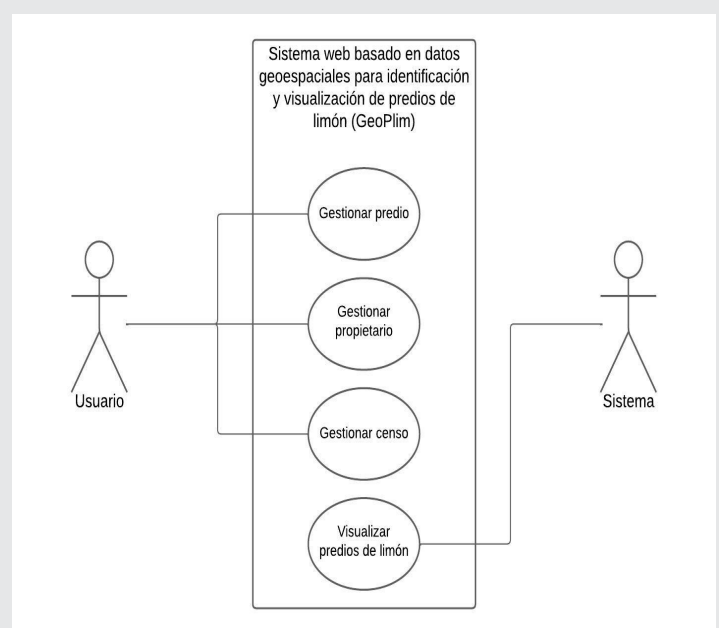 Sistema web basado en datos
geoespaciales para identificación
y visualización de predios de
limón (GeoPlim)
Gestionar predio
Gestionar
propietario
Gestionar censo
Visualizar
predios de limón
Usuario
Sistema